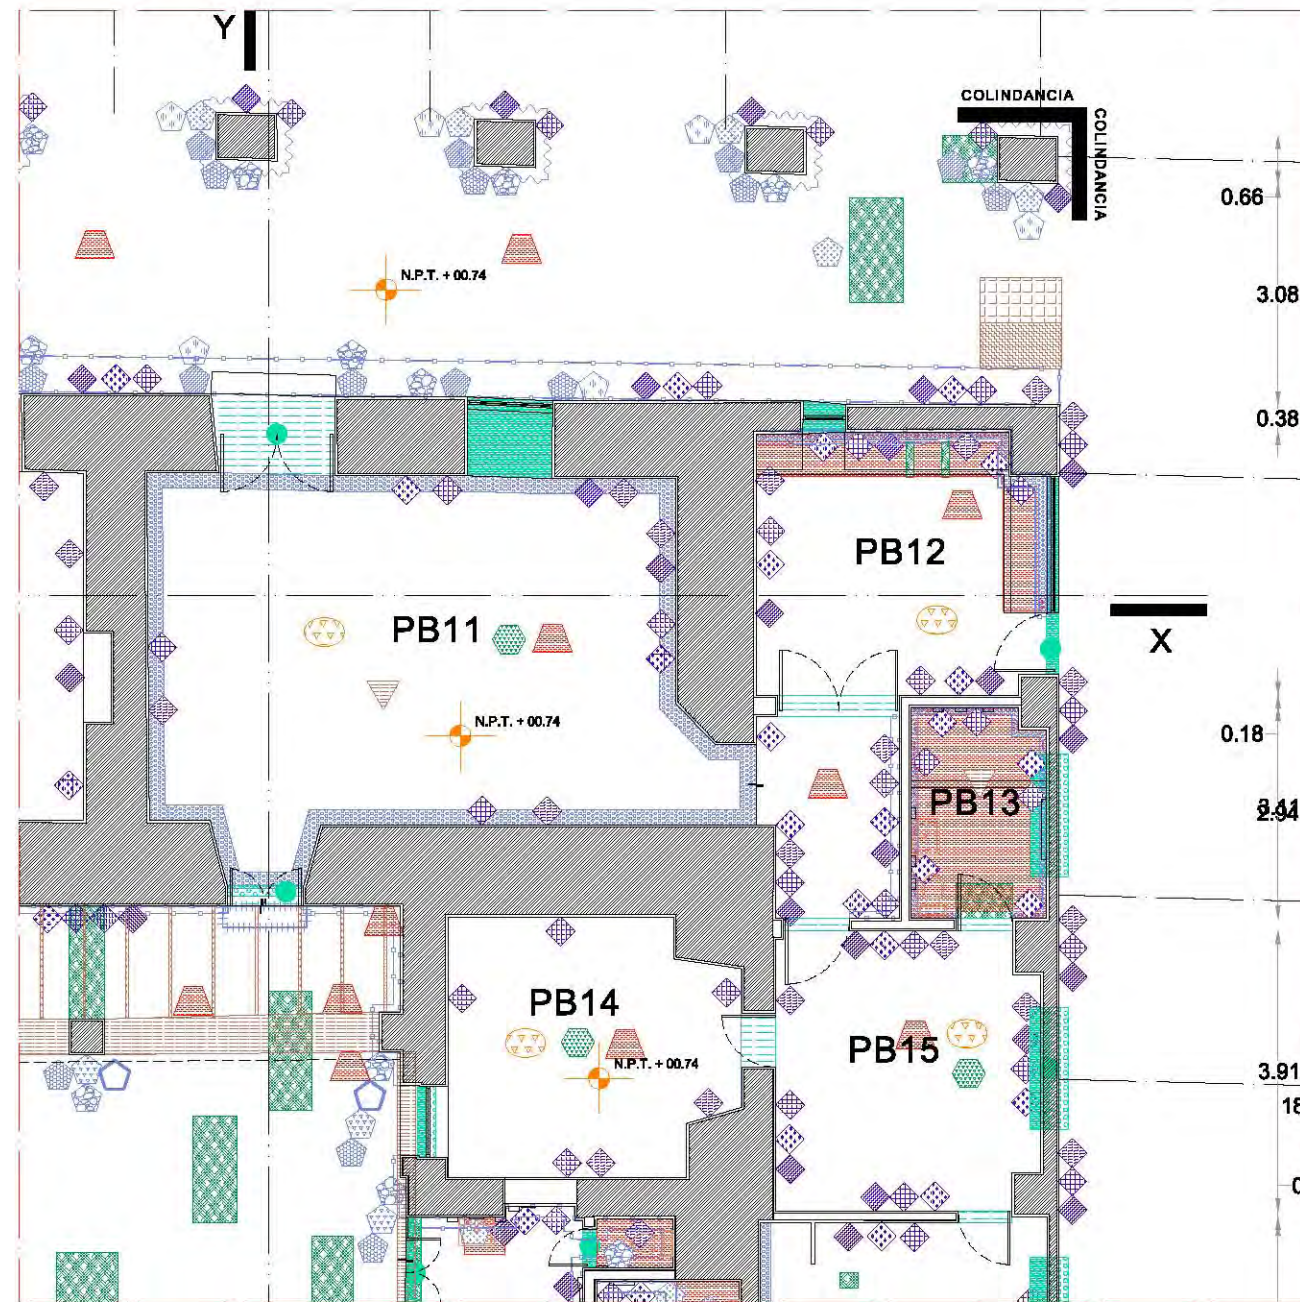 Y
COLINDANCIA
COLINDANCIA
0.66
N.P.T. + 00.74
3.08
0.38
PB12
PB11
X
N.P.T. + 00.74
0.18
PB13
2.94
PB14
PB15
N.P.T. + 00.74
3.91
18